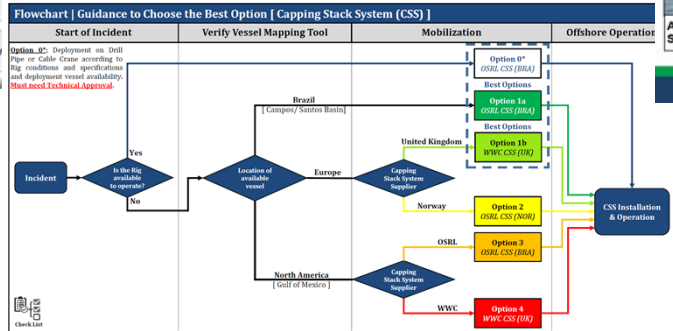 Flowchart | Guidance to Choose the Best Option [ Capping Stack System (CSS) ]
Start of Incident
Verify Vessel Mapping Tool
Mobilization
Offshore Operation
Option 0*: Deployment on Drill
Pipe or Cable Crane according to
Rig conditions and specifications
and deployment vessel availability.
Must need Technical Approval.
Option 0*
OSRL CSS (BRA)
Best Options
Brazil
[ Campos/ Santos Basin]
Option 1a
OSRL CSS (BRA)
Best Options
Yes
United Kingdom
Option 1b
WWC CSS (UK)
Incident
Is the Rig
available
to operate?
Location of
available
vessel
Europe
Capping
Stack System
Supplier
No
Norway
Option 2
OSRL CSS (NOR)
CSS Installation
& Operation
OSRL
Option 3
OSRL CSS (BRA)
North America
[ Gulf of Mexico ]
Capping
Stack System
Supplier
WWC
Option 4
WWC CSS (UK)
Check List